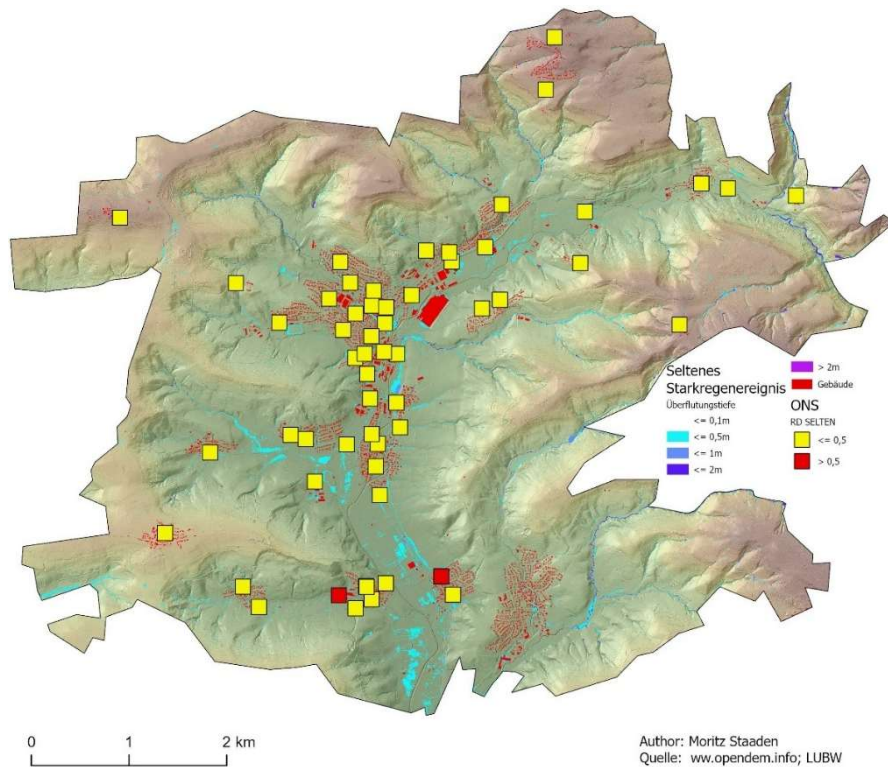 Seltenes
Starkregenereignis
Überflutungstiefe
<= 0,1m
<= 0,5m
<= 1m
<= 2m
> 2m
Gebäude
ONS
RD SELTEN
<= 0,5
> 0,5
0 1 2 km
Author: Moritz Staaden
Quelle: ww.opendem.info; LUBW